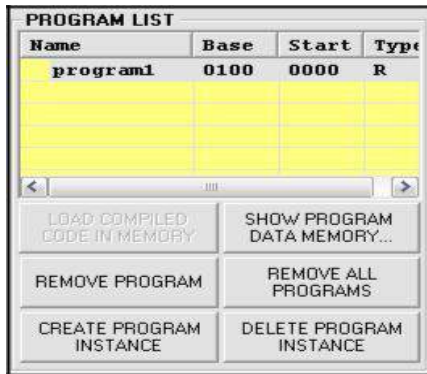 PROGRAM LIST
Name Base Start Type
program1 0100 0000 R
LOAD COMPILED
CODE IN MEMORY
SHOW PROGRAM
DATA MEMORY...
REMOVE PROGRAM
REMOVE ALL
PROGRAMS
CREATE PROGRAM
INSTANCE
DELETE PROGRAM
INSTANCE